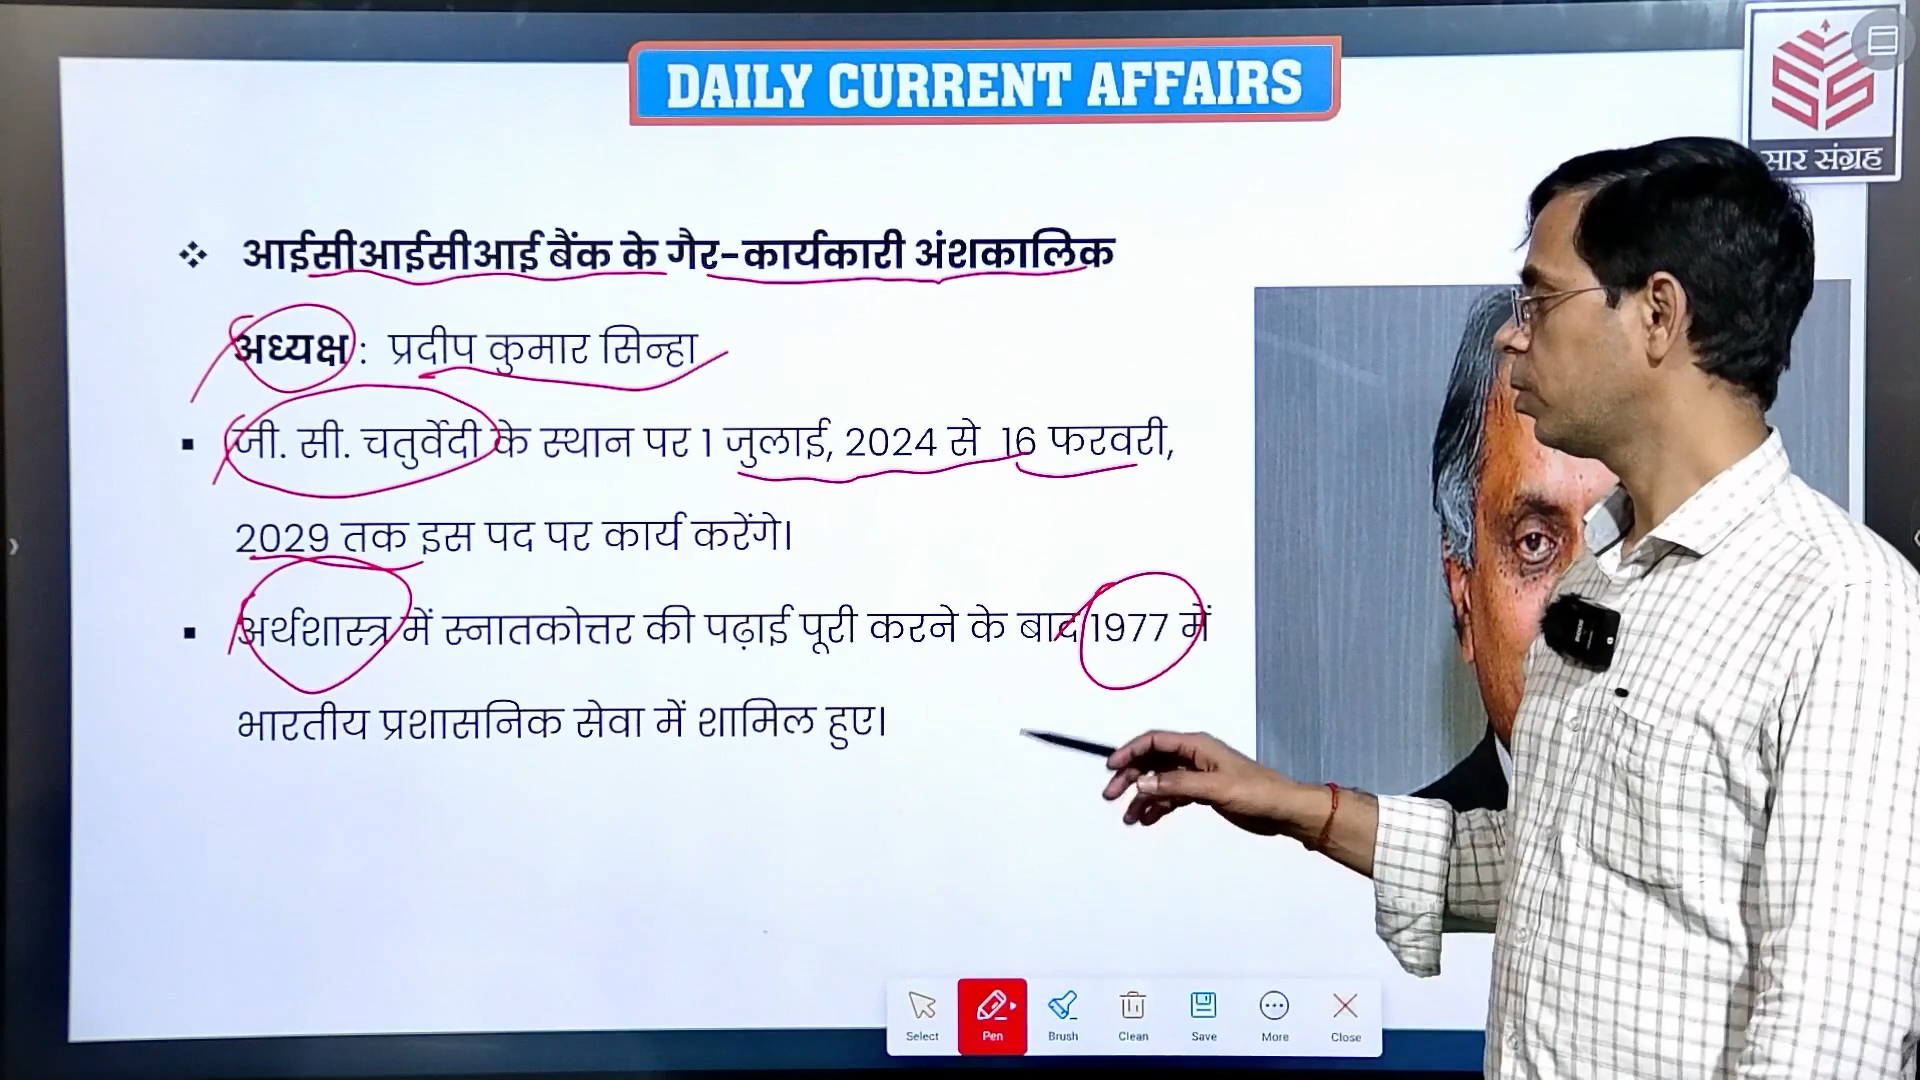 DAILY CURRENT AFFAIRS
सार संग्रह
❖ आईसीआईसीआई बैंक के गैर-कार्यकारी अंशकालिक
अध्यक्ष : प्रदीप कुमार सिन्हा
▪ जी. सी. चतुर्वेदी के स्थान पर 1 जुलाई, 2024 से 16 फरवरी,
2029 तक इस पद पर कार्य करेंगे।
▪ अर्थशास्त्र में स्नातकोत्तर की पढ़ाई पूरी करने के बाद 1977 में
भारतीय प्रशासनिक सेवा में शामिल हुए।
Select Pen Brush Clean Save More Close